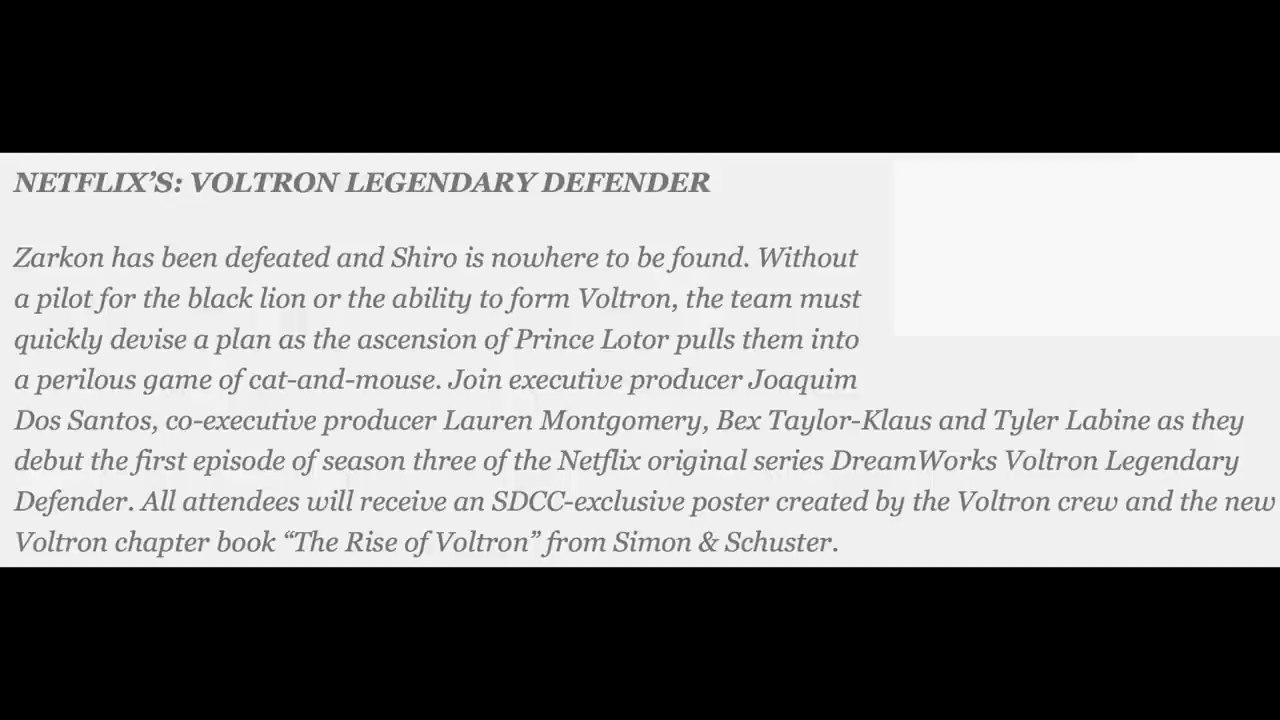 NETFLIX’S: VOLTRON LEGENDARY DEFENDER
Zarkon has been defeated and Shiro is nowhere to be found. Without
a pilot for the black lion or the ability to form Voltron, the team must
quickly devise a plan as the ascension of Prince Lotor pulls them into
a perilous game of cat-and-mouse. Join executive producer Joaquim
Dos Santos, co-executive producer Lauren Montgomery, Bex Taylor-Klaus and Tyler Labine as they
debut the first episode of season three of the Netflix original series DreamWorks Voltron Legendary
Defender. All attendees will receive an SDCC-exclusive poster created by the Voltron crew and the new
Voltron chapter book “The Rise of Voltron” from Simon & Schuster.